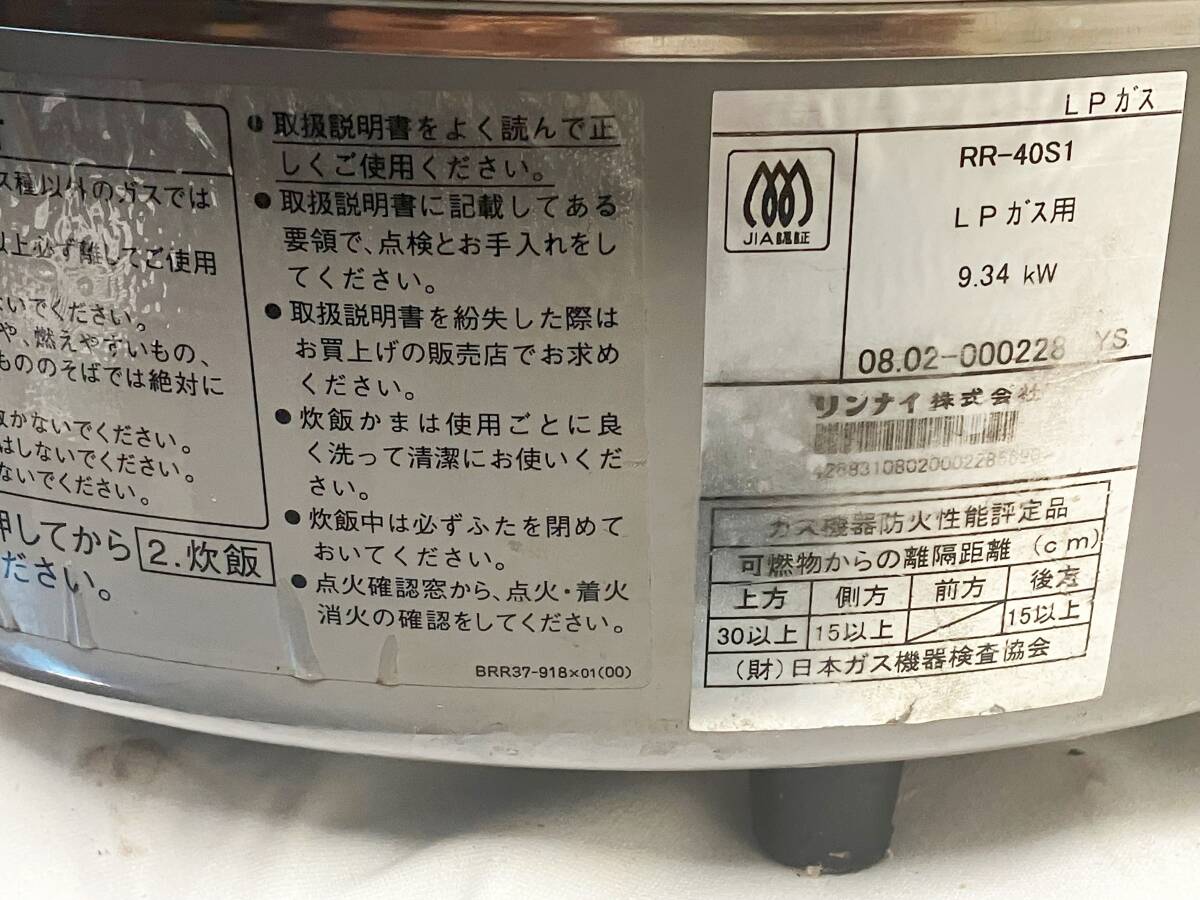 ス種以外のガスでは
以上必ず離してご使用
ないでください。
や、燃えやすいもの、
もののそばでは絶対に
かないでください。
はしないでください。
ないでください。
押してから 2.炊飯
ださい。
● 取扱説明書をよく読んで正
しくご使用ください。
● 取扱説明書に記載してある
要領で、点検とお手入れをし
てください。
● 取扱説明書を紛失した際は
お買上げの販売店でお求め
ください。
● 炊飯かまは使用ごとに良
く洗って清潔にお使いくだ
さい。
● 炊飯中は必ずふたを閉めて
おいてください。
● 点火確認窓から、点火・着火
消火の確認をしてください。
BRR37-918×01(00)
LPガス
JIA認証
RR-40S1
LPガス用
9.34 kW
08.02-000228 YS
リンナイ株式会社
ガス機器防火性能評定品
可燃物からの離隔距離 (cm)
上方 側方 前方 後方
30以上 15以上 15以上
(財)日本ガス機器検査協会